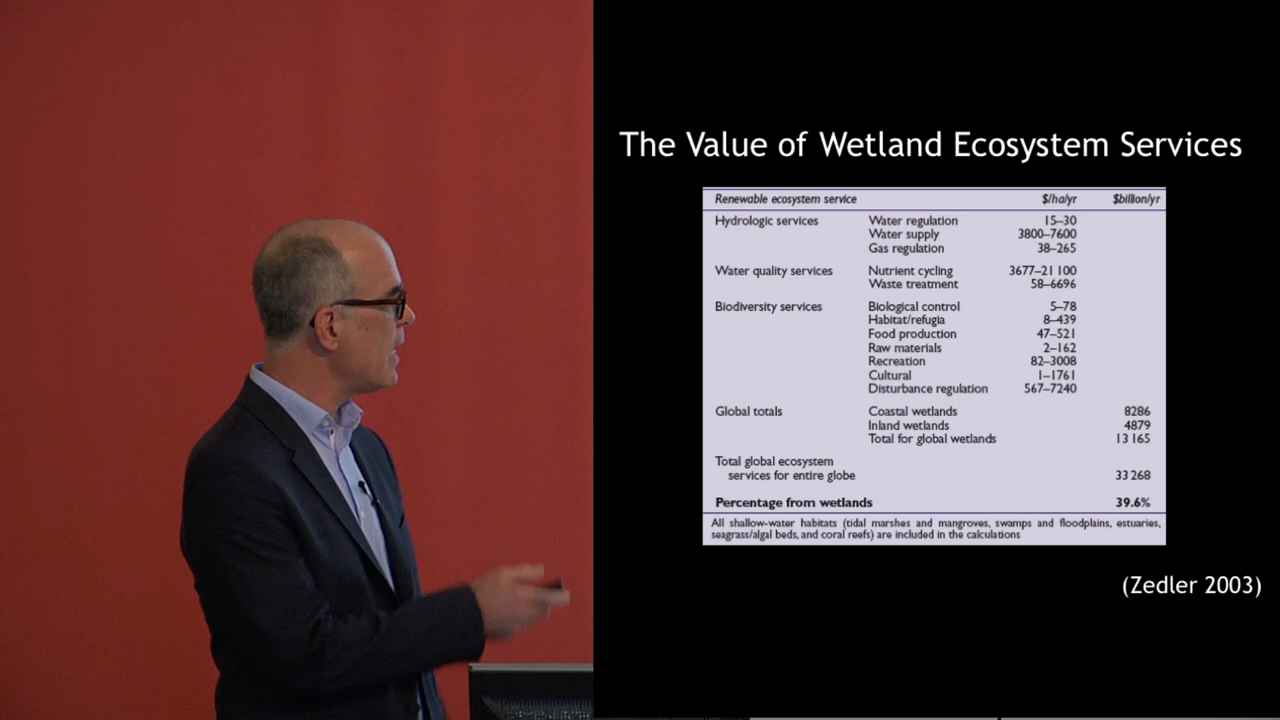 The Value of Wetland Ecosystem Services
Renewable ecosystem service $/ha/yr $billion/yr
Hydrologic services Water regulation 15–30
Water supply 3800–7600
Gas regulation 38–265
Water quality services Nutrient cycling 3677–21 100
Waste treatment 58–6696
Biodiversity services Biological control 5–78
Habitat/refugia 8–439
Food production 47–521
Raw materials 2–162
Recreation 82–3008
Cultural 1–1761
Disturbance regulation 567–7240
Global totals Coastal wetlands 8286
Inland wetlands 4879
Total for global wetlands 13 165
Total global ecosystem
services for entire globe 33 268
Percentage from wetlands 39.6%
All shallow-water habitats (tidal marshes and mangroves, swamps and floodplains, estuaries,
seagrass/algal beds, and coral reefs) are included in the calculations
(Zedler 2003)